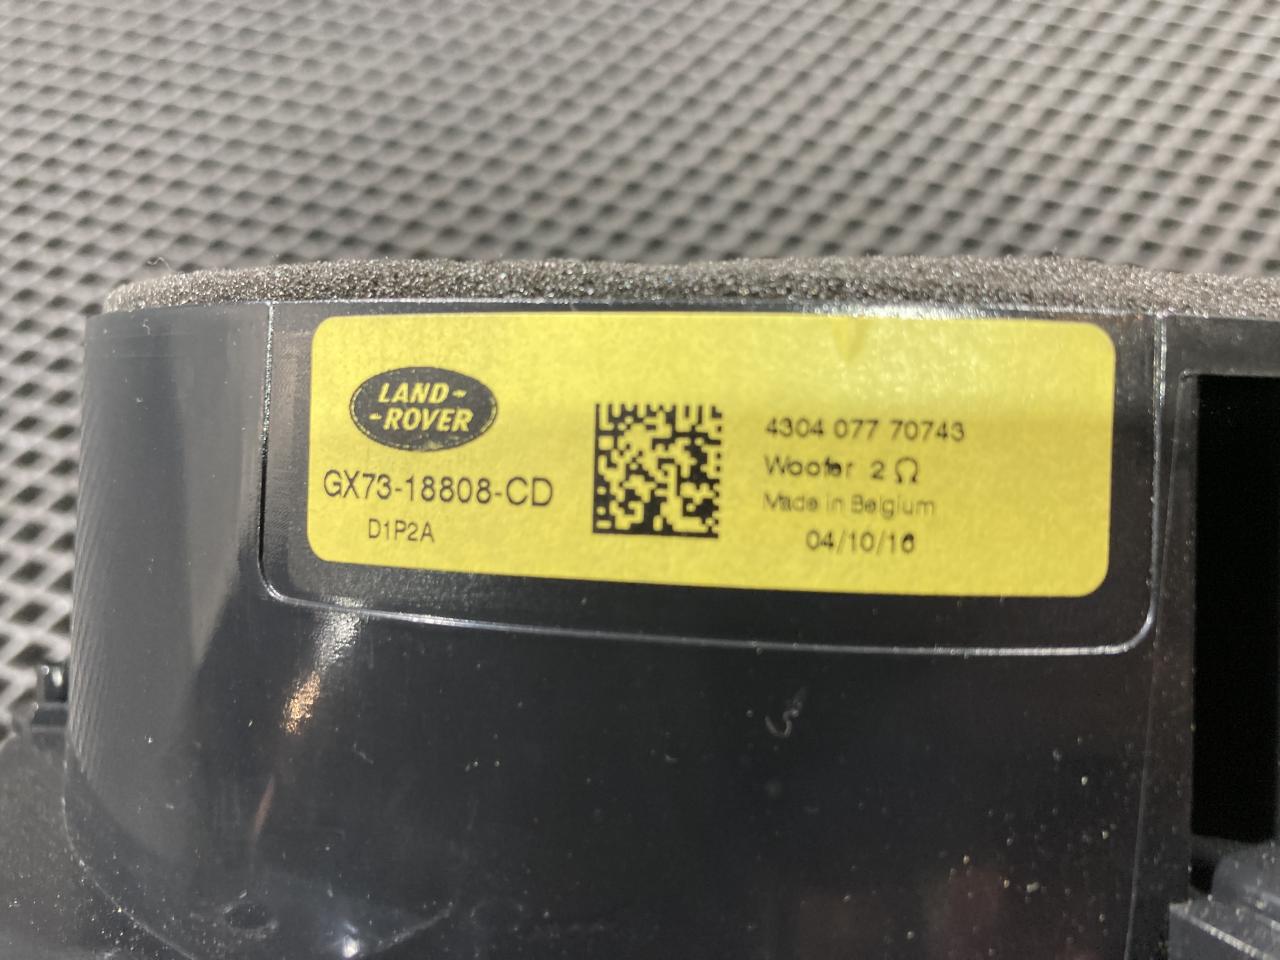 LAND-
-ROVER
GX73-18808-CD
D1P2A
4304 077 70743
Woofer 2 Ω
Made in Belgium
04/10/16